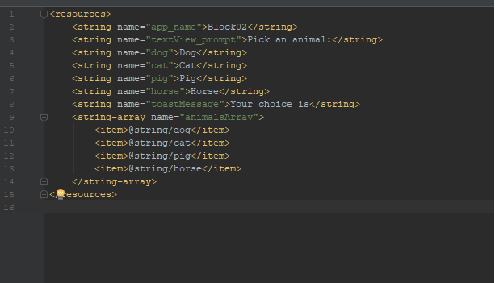 1 <resources>
2 <string name="app_name">Block02</string>
3 <string name="textView_prompt">Pick an animal:</string>
4 <string name="dog">Dog</string>
5 <string name="cat">Cat</string>
6 <string name="pig">Pig</string>
7 <string name="horse">Horse</string>
8 <string name="toastMessage">Your choice is</string>
9 <string-array name="animalsArray">
10 <item>@string/dog</item>
11 <item>@string/cat</item>
12 <item>@string/pig</item>
13 <item>@string/horse</item>
14 </string-array>
15 </resources>
16